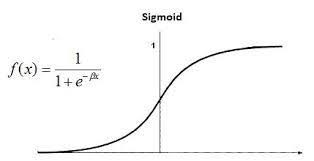 Sigmoid
1
f(x) = 1 / (1 + e^{-βx})